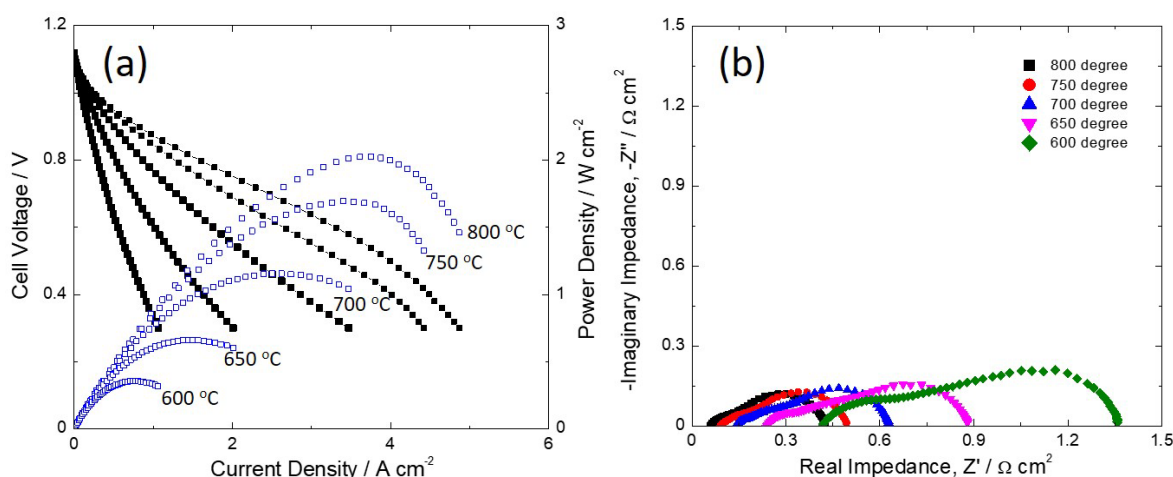 (a)
1.2
0.8
0.4
0.0
Cell Voltage / V
0
2
4
6
Current Density / A cm⁻²
3
2
1
0
Power Density / W cm⁻²
800 °C
750 °C
700 °C
650 °C
600 °C
(b)
1.5
1.2
0.9
0.6
0.3
0
-Imaginary Impedance, -Z" / Ω cm²
0
0.3
0.6
0.9
1.2
1.5
Real Impedance, Z' / Ω cm²
800 degree
750 degree
700 degree
650 degree
600 degree